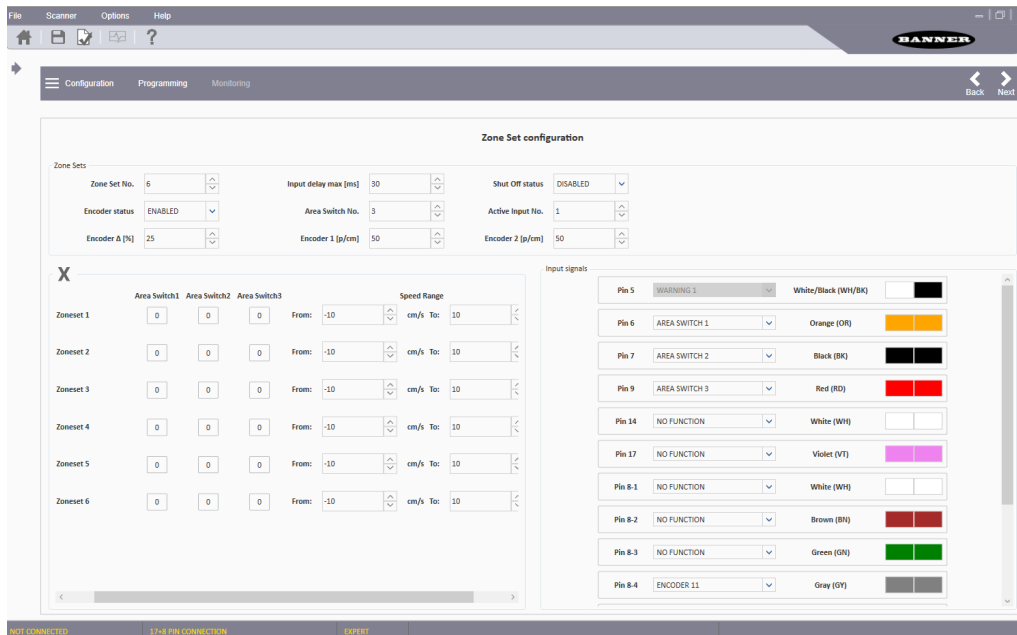 File Scanner Options Help
?
BANNER
Configuration Programming Monitoring
Back Next
Zone Set configuration
Zone Sets
Zone Set No. 6 Input delay max [ms] 30 Shut Off status DISABLED
Encoder status ENABLED Area Switch No. 3 Active Input No. 1
Encoder Δ [%] 25 Encoder 1 [p/cm] 50 Encoder 2 [p/cm] 50
X
Area Switch1 Area Switch2 Area Switch3 Speed Range
Zoneset 1 0 0 0 From: -10 cm/s To: 10
Zoneset 2 0 0 0 From: -10 cm/s To: 10
Zoneset 3 0 0 0 From: -10 cm/s To: 10
Zoneset 4 0 0 0 From: -10 cm/s To: 10
Zoneset 5 0 0 0 From: -10 cm/s To: 10
Zoneset 6 0 0 0 From: -10 cm/s To: 10
Input signals
Pin 5 WARNING 1 White/Black (WH/BK)
Pin 6 AREA SWITCH 1 Orange (OR)
Pin 7 AREA SWITCH 2 Black (BK)
Pin 9 AREA SWITCH 3 Red (RD)
Pin 14 NO FUNCTION White (WH)
Pin 17 NO FUNCTION Violet (VT)
Pin 8-1 NO FUNCTION White (WH)
Pin 8-2 NO FUNCTION Brown (BN)
Pin 8-3 NO FUNCTION Green (GN)
Pin 8-4 ENCODER 11 Gray (GY)
NOT CONNECTED 17+8 PIN CONNECTION EXPERT